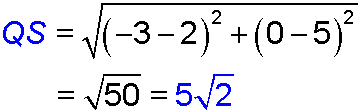 QS = √((−3−2)² + (0−5)²)
= √50 = 5√2